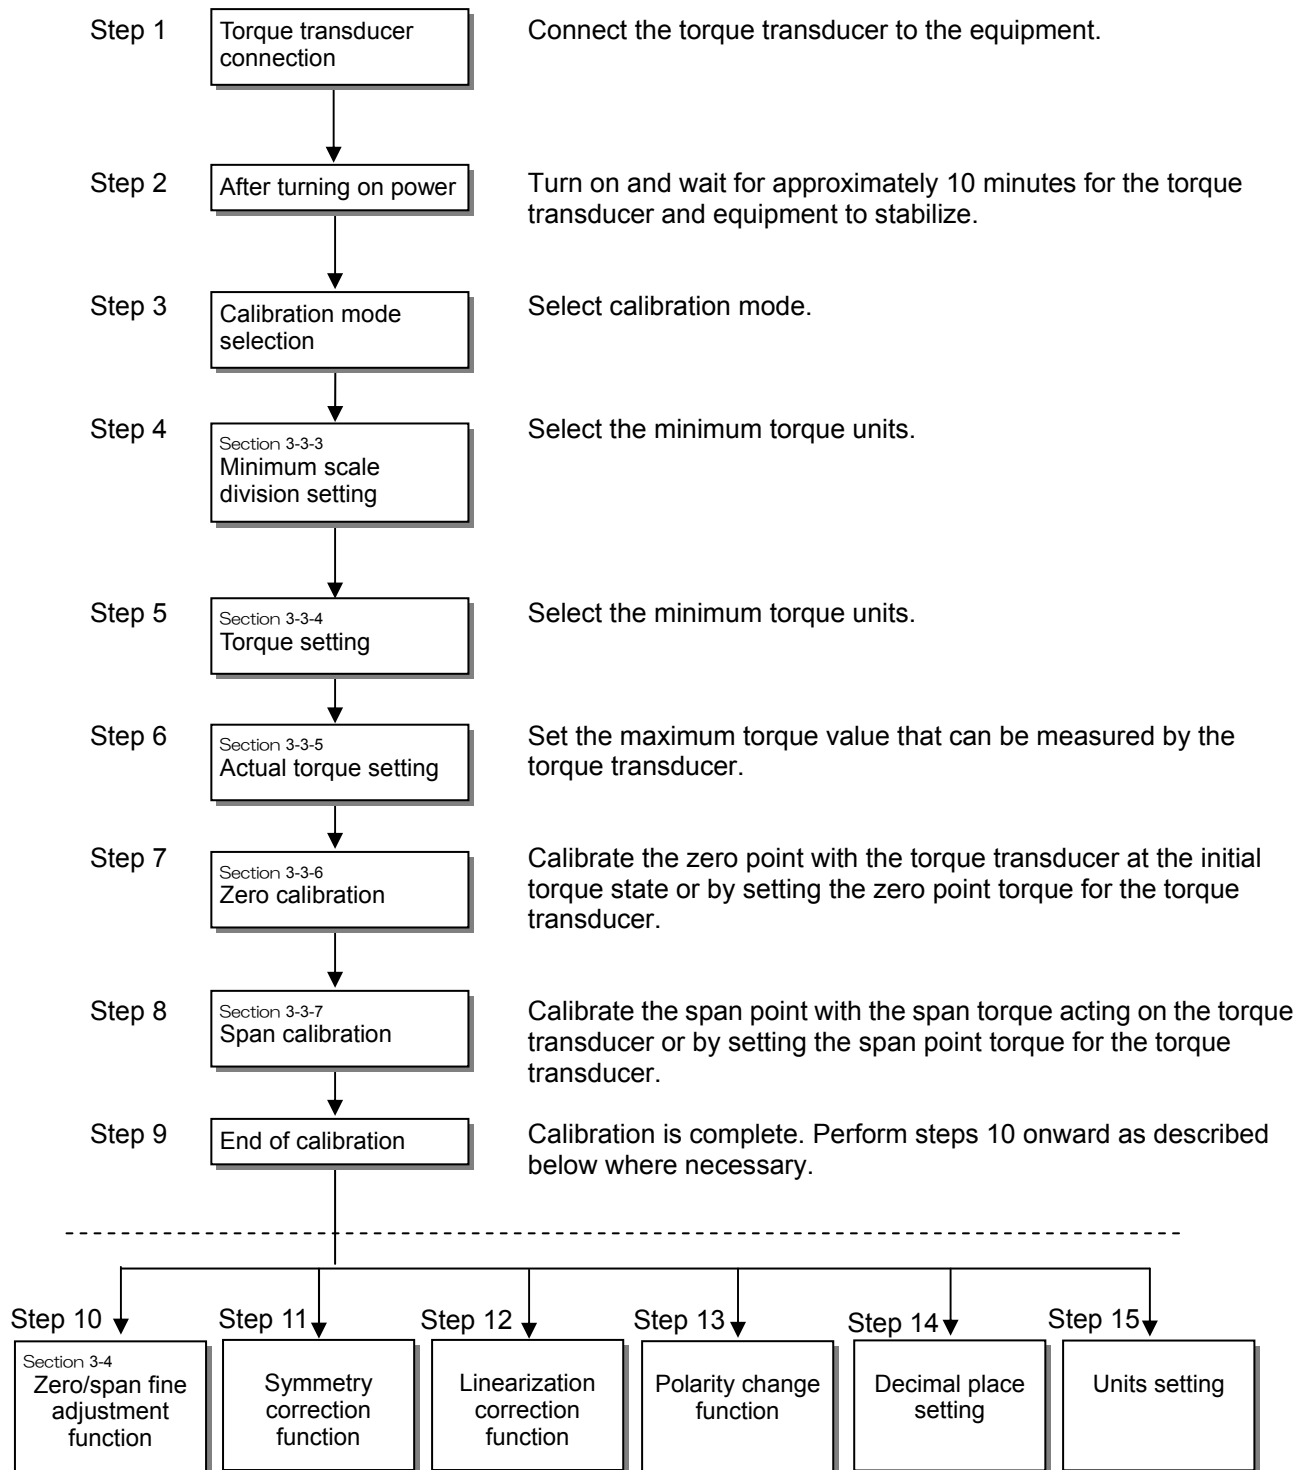 Step 1
Torque transducer
connection
Connect the torque transducer to the equipment.
Step 2
After turning on power
Turn on and wait for approximately 10 minutes for the torque
transducer and equipment to stabilize.
Step 3
Calibration mode
selection
Select calibration mode.
Step 4
Section 3-3-3
Minimum scale
division setting
Select the minimum torque units.
Step 5
Section 3-3-4
Torque setting
Select the minimum torque units.
Step 6
Section 3-3-5
Actual torque setting
Set the maximum torque value that can be measured by the
torque transducer.
Step 7
Section 3-3-6
Zero calibration
Calibrate the zero point with the torque transducer at the initial
torque state or by setting the zero point torque for the torque
transducer.
Step 8
Section 3-3-7
Span calibration
Calibrate the span point with the span torque acting on the torque
transducer or by setting the span point torque for the torque
transducer.
Step 9
End of calibration
Calibration is complete. Perform steps 10 onward as described
below where necessary.
Step 10
Section 3-4
Zero/span fine
adjustment
function
Step 11
Symmetry
correction
function
Step 12
Linearization
correction
function
Step 13
Polarity change
function
Step 14
Decimal place
setting
Step 15
Units setting